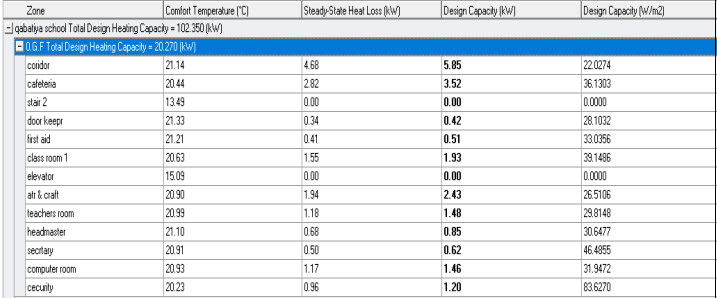 Zone Comfort Temperature (°C) Steady-State Heat Loss (kW) Design Capacity (kW) Design Capacity (W/m2)
qabatiya school Total Design Heating Capacity = 102.350 (kW)
0.G.F Total Design Heating Capacity = 20.270 (kW)
coridor 21.14 4.68 5.85 22.0274
cafeteria 20.44 2.82 3.52 36.1303
stair 2 13.49 0.00 0.00 0.0000
door keepr 21.33 0.34 0.42 28.1032
first aid 21.21 0.41 0.51 33.0356
class room 1 20.63 1.55 1.93 39.1486
elevator 15.09 0.00 0.00 0.0000
atr & craft 20.90 1.94 2.43 26.5106
teachers room 20.99 1.18 1.48 29.8148
headmaster 21.10 0.68 0.85 30.6477
secrtary 20.91 0.50 0.62 46.4855
computer room 20.93 1.17 1.46 31.9472
cecurity 20.23 0.96 1.20 83.6270